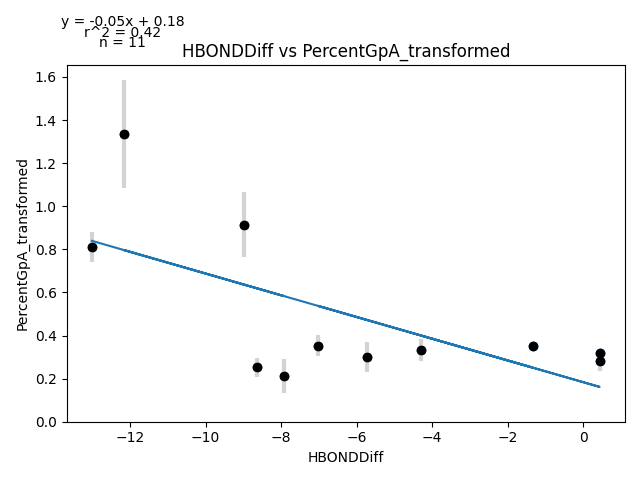 y = -0.05x + 0.18
r^2 = 0.42
n = 11
HBONDDiff vs PercentGpA_transformed
1.6
1.4
1.2
1.0
0.8
0.6
0.4
0.2
0.0
PercentGpA_transformed
−12
−10
−8
−6
−4
−2
0
HBONDDiff